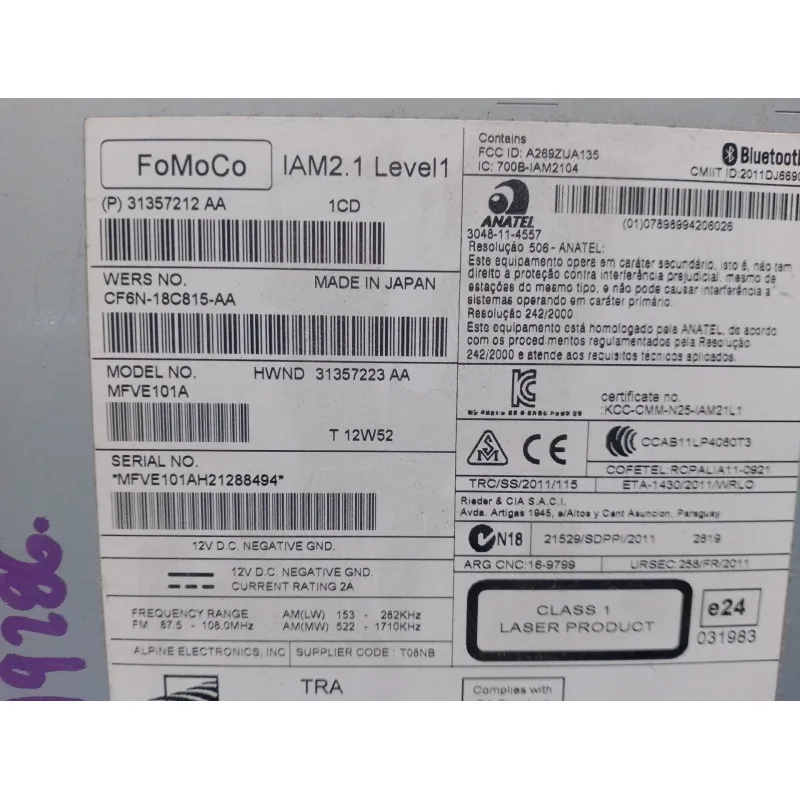 FoMoCo IAM2.1 Level1
(P) 31357212 AA 1CD
WERS NO. MADE IN JAPAN
CF6N-18C815-AA
MODEL NO. HWND 31357223 AA
MFVE101A
T 12W52
SERIAL NO.
*MFVE101AH21288494*
12V D.C. NEGATIVE GND.
12V D.C. NEGATIVE GND.
CURRENT RATING 2A
FREQUENCY RANGE AM(LW) 153 - 282KHz
FM 87.5 - 108.0MHz AM(MW) 522 - 1710KHz
ALPINE ELECTRONICS, INC SUPPLIER CODE : T08NB
TRA
Contains
FCC ID: A269ZUA135
IC: 700B-IAM2104
Bluetooth
CMIIT ID:2011DJ6690
ANATEL
3048-11-4557
(01)07898994206026
Resolução 506 - ANATEL:
Este equipamento opera em caráter secundário, isto é, não tem
direito a proteção contra interferência prejudicial, mesmo de
estações do mesmo tipo, e não pode causar interferência a
sistemas operando em caráter primário.
Resolução 242/2000
Este equipamento está homologado pela ANATEL, de acordo
com os procedimentos regulamentados pela Resolução
242/2000 e atende aos requisitos técnicos aplicados.
certificate no.
:KCC-CMM-N25-IAM21L1
CE CCAB11LP4060T3
COFETEL:RCPALIA11-0921
TRC/SS/2011/115 ETA-1430/2011/WRLO
Rieder & CIA S.A.C.I.
Avda. Artigas 1945, e/Altos y Cant Asuncion, Paraguay
N18 21529/SDPPI/2011 2819
ARG CNC:16-9799 URSEC:258/FR/2011
CLASS 1
LASER PRODUCT
e24
031983
Complies with
09286.